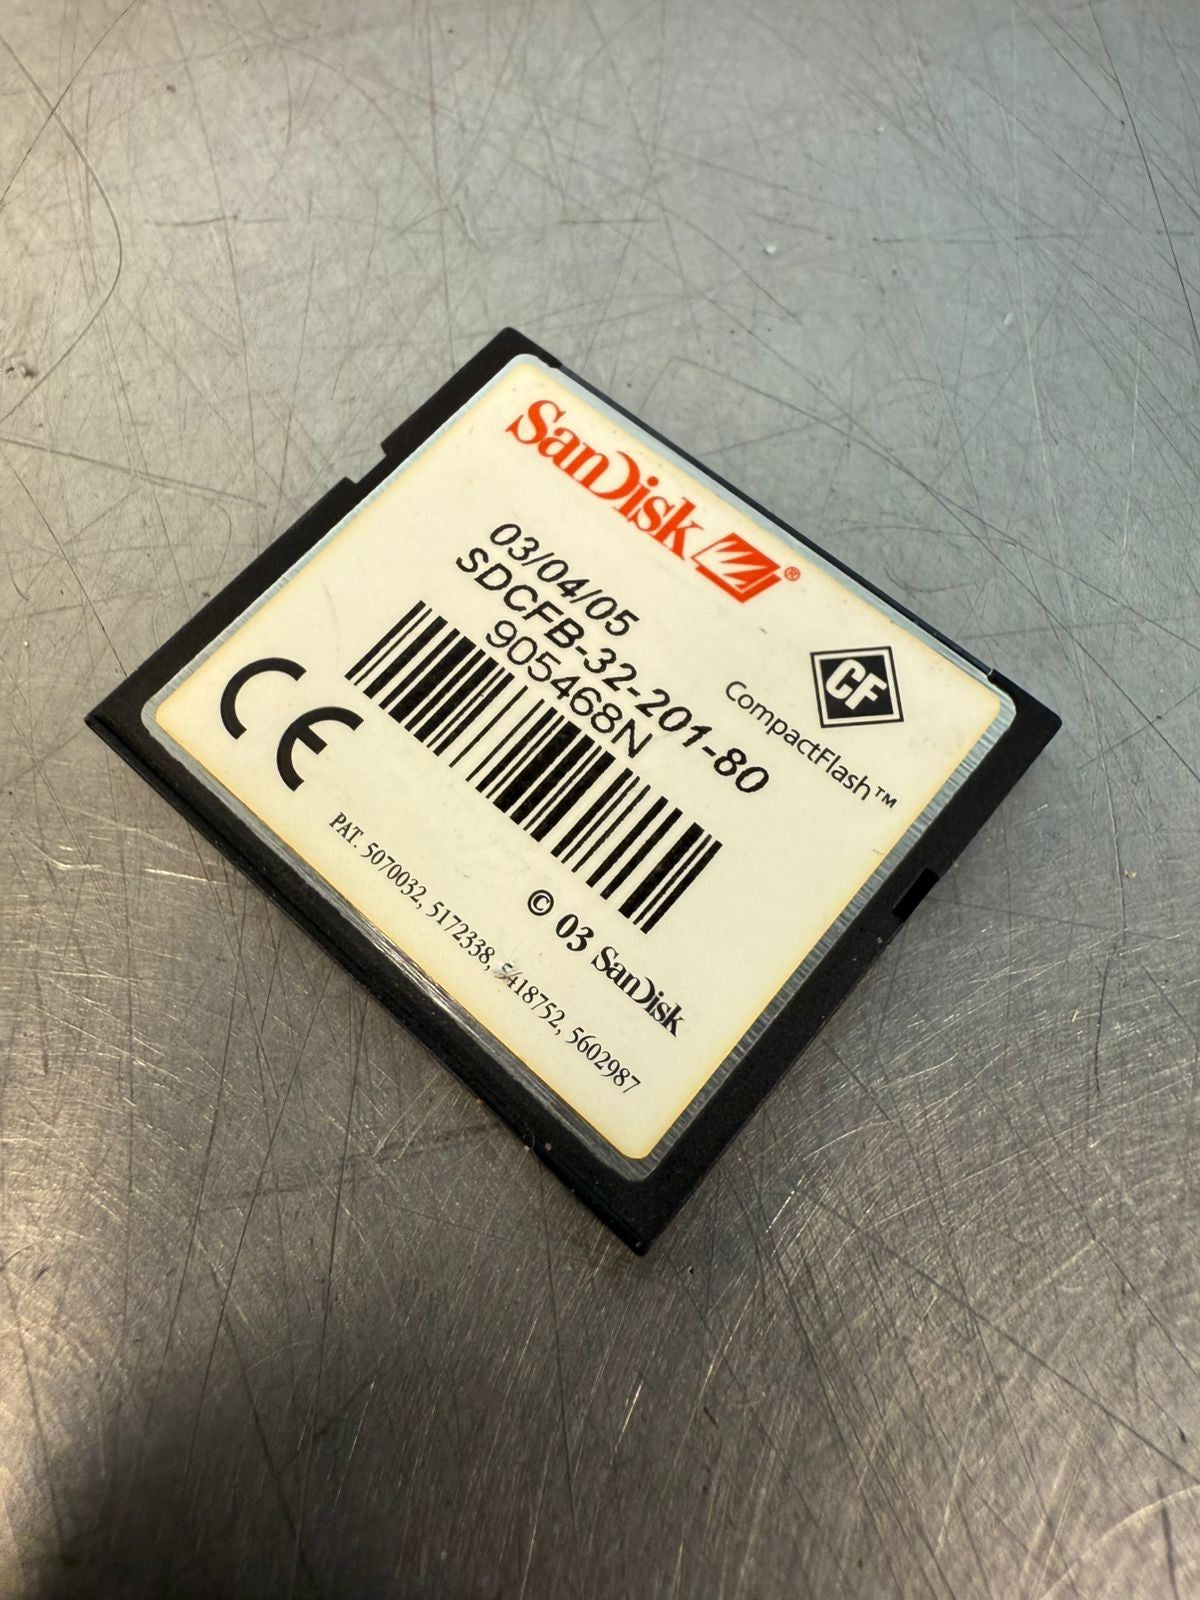 SanDisk ®
03/04/05
SDCFB-32-201-80
905468N
CF
CompactFlash™
CE
© 03 SanDisk
PAT. 5070032, 5172338, 5418752, 5602987